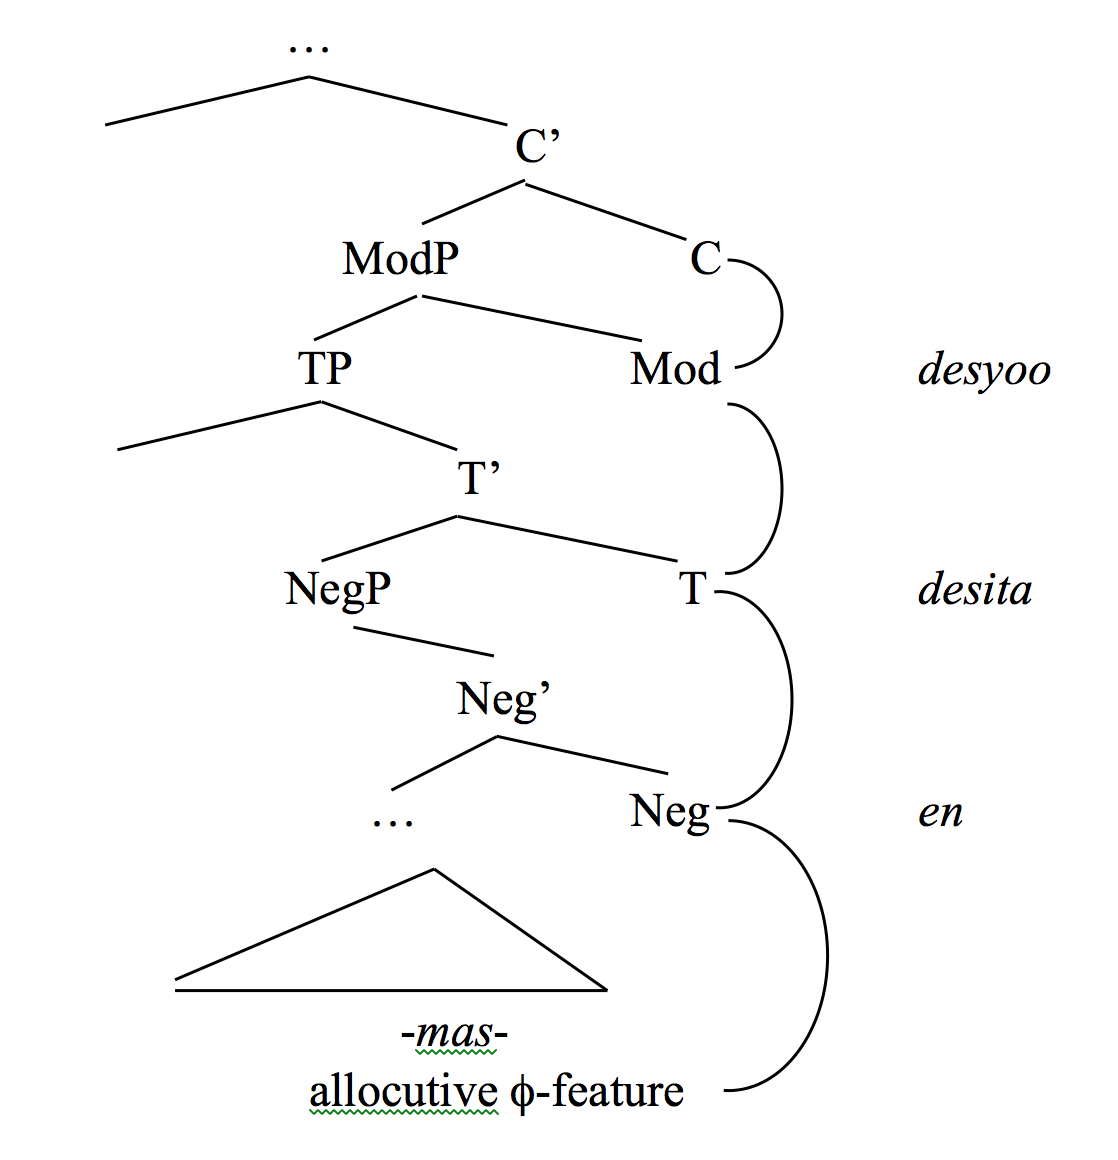 …
C’
ModP C
TP Mod desyoo
T’
NegP T desita
Neg’
… Neg en
-mas-
allocutive ϕ-feature